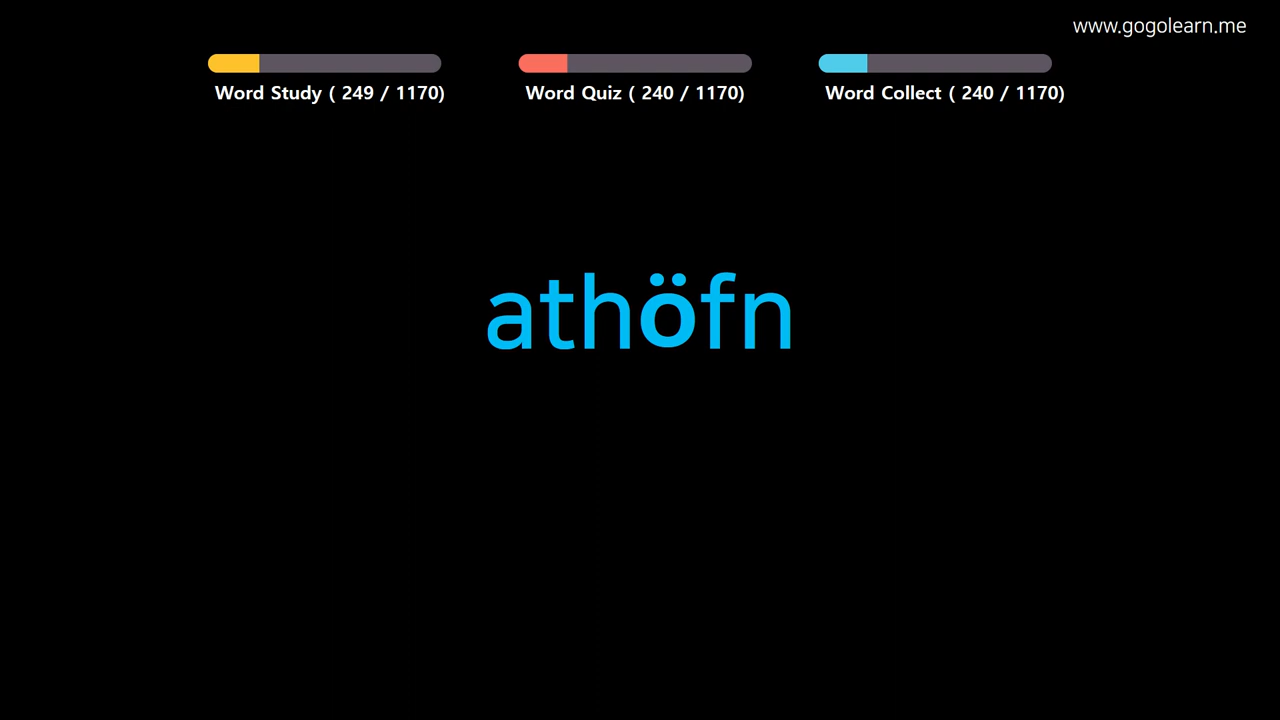 www.gogolearn.me
Word Study ( 249 / 1170)
Word Quiz ( 240 / 1170)
Word Collect ( 240 / 1170)
athöfn